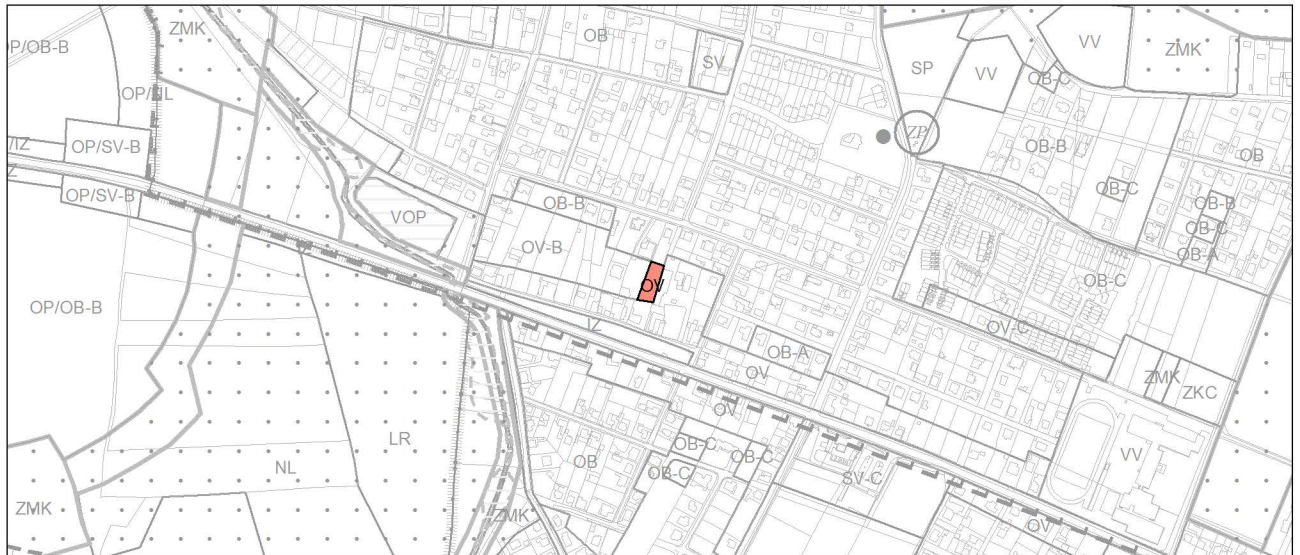 ZMK
OB
VV
P/OB-B
SV
SP
VV
ZMK
OB-C
OP/NL
ZP
OP/SV-B
/IZ
OB-B
OB
Z
OP/SV-B
OB-C
OB-B
VOP
OB-B
OB-C
OV-B
OB-A
OB-C
OV
OP/OB-B
IZ
OV-C
OB-A
OV
ZMK
ZKC
OV
LR
OB-C
OB-C
VV
OB
OB-C
NL
SV-C
ZMK
ZMK
OV